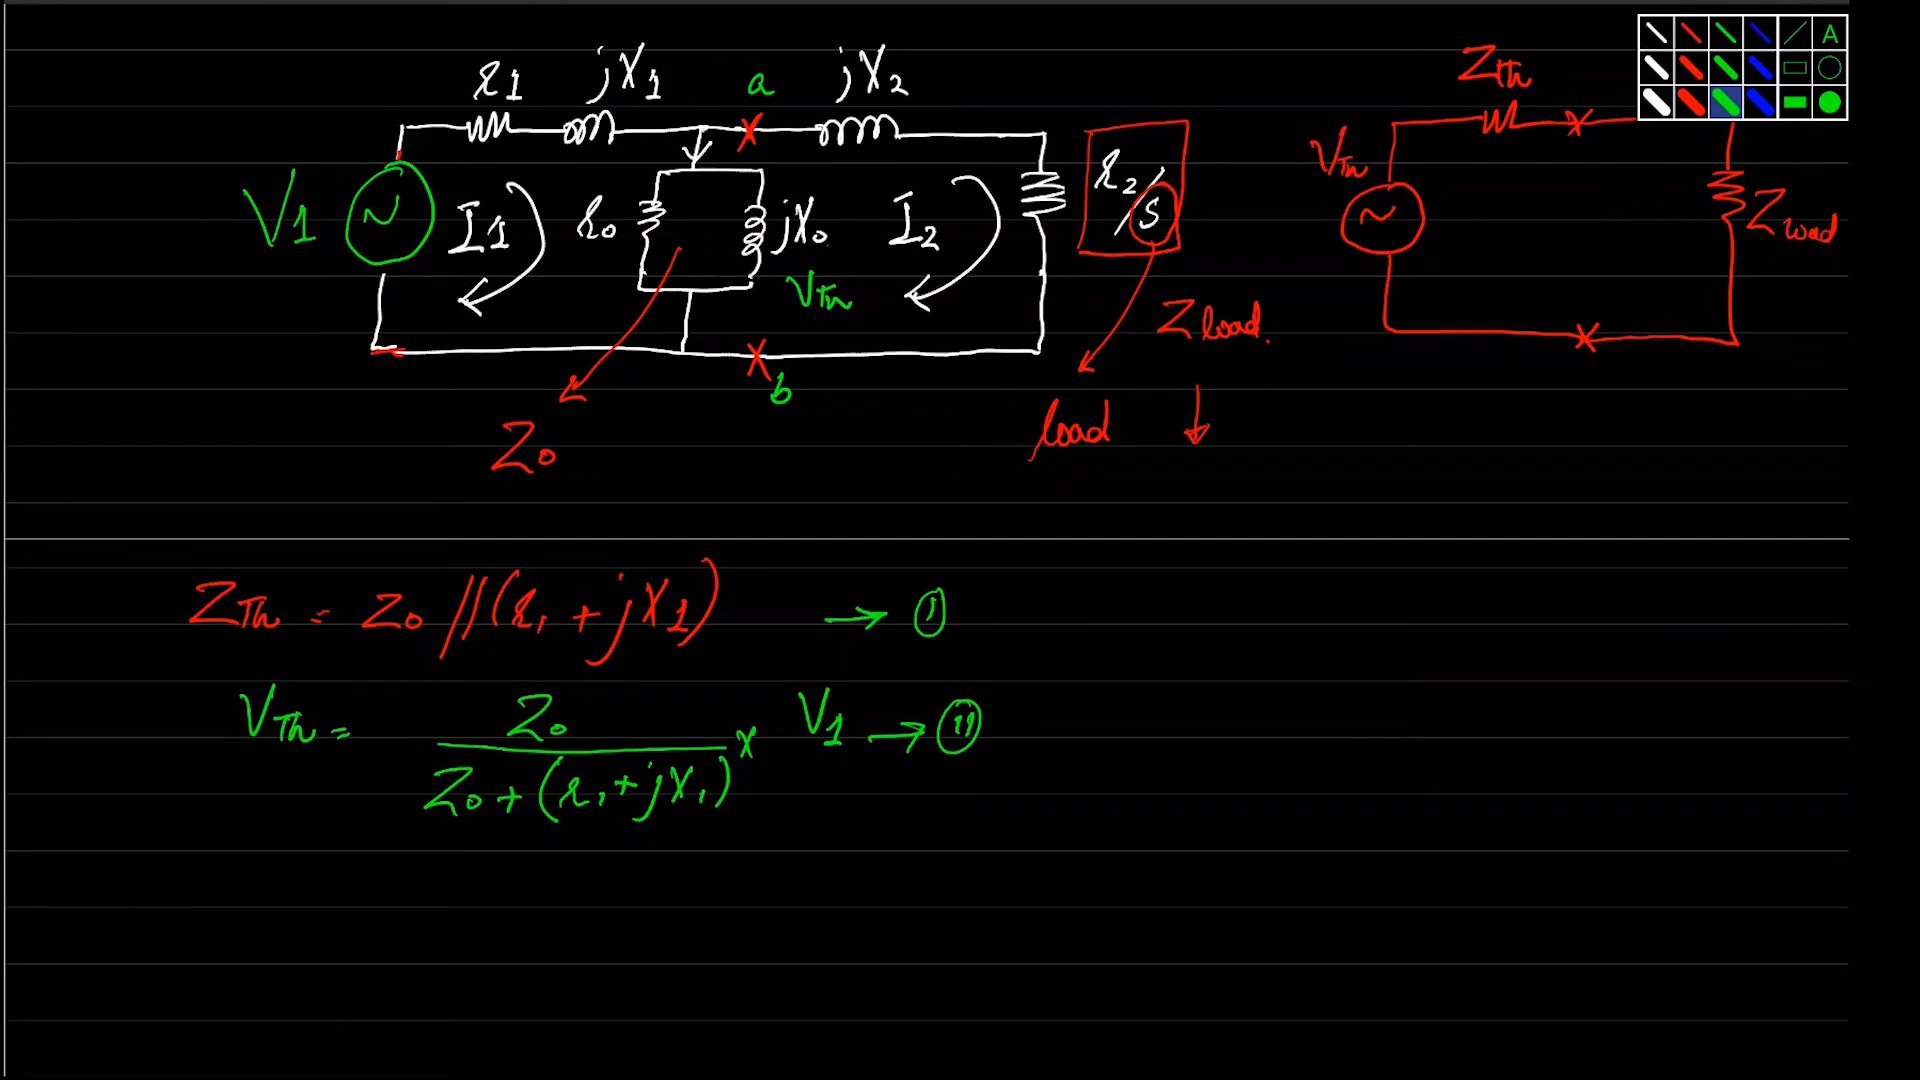 r1 jX1 a jX2 ZTh
V1 ~ I1 r0 jX0 I2 r2/s VTh ~ Zload
VTh
Zload.
b
Z0 load
ZTh = Z0 //(r1 + jX1) → (i)
VTh = Z0 / Z0 + (r1 + jX1) × V1 → (ii)
A